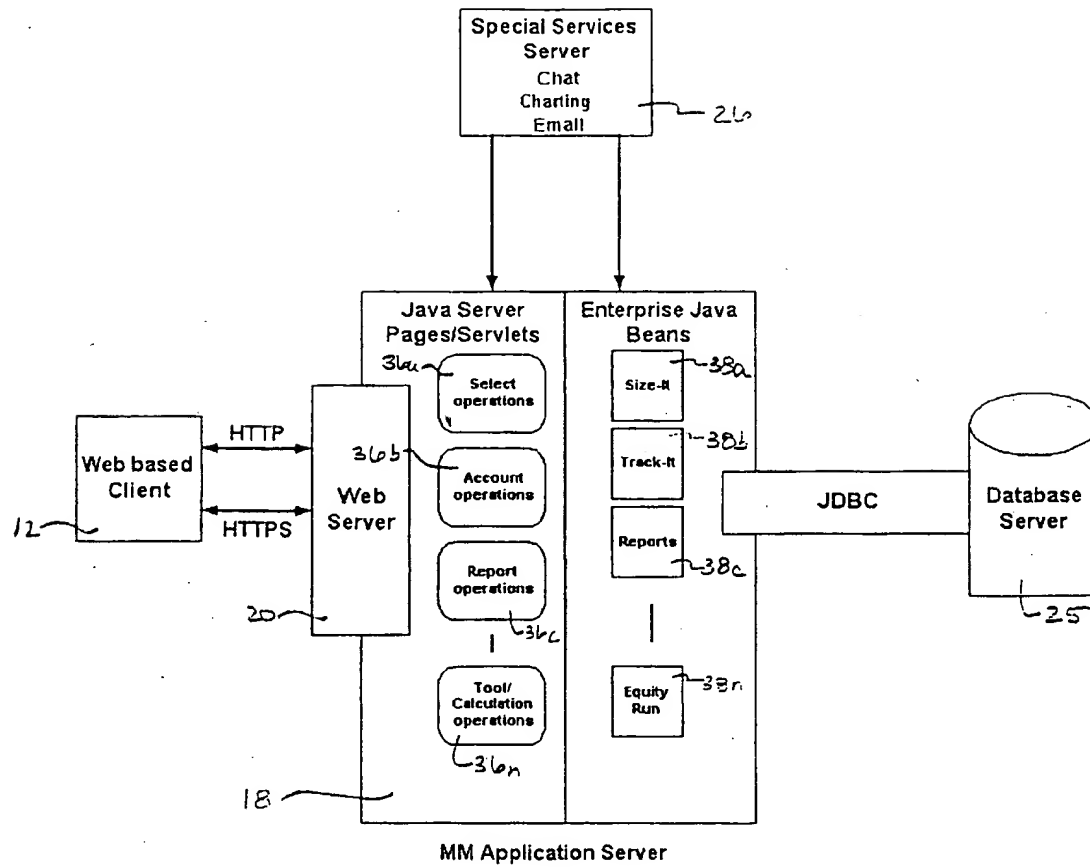 Special Services
Server
Chat
Charting
Email
26
Java Server
Pages/Servlets
Enterprise Java
Beans
36a
Select
operations
38a
Size-It
HTTP
Web based
Client
HTTPS
12
Web
Server
20
36b
Account
operations
38b
Track-It
JDBC
Database
Server
25
Report
operations
36c
Reports
38c
Tool/
Calculation
operations
36n
Equity
Run
38n
18
MM Application Server